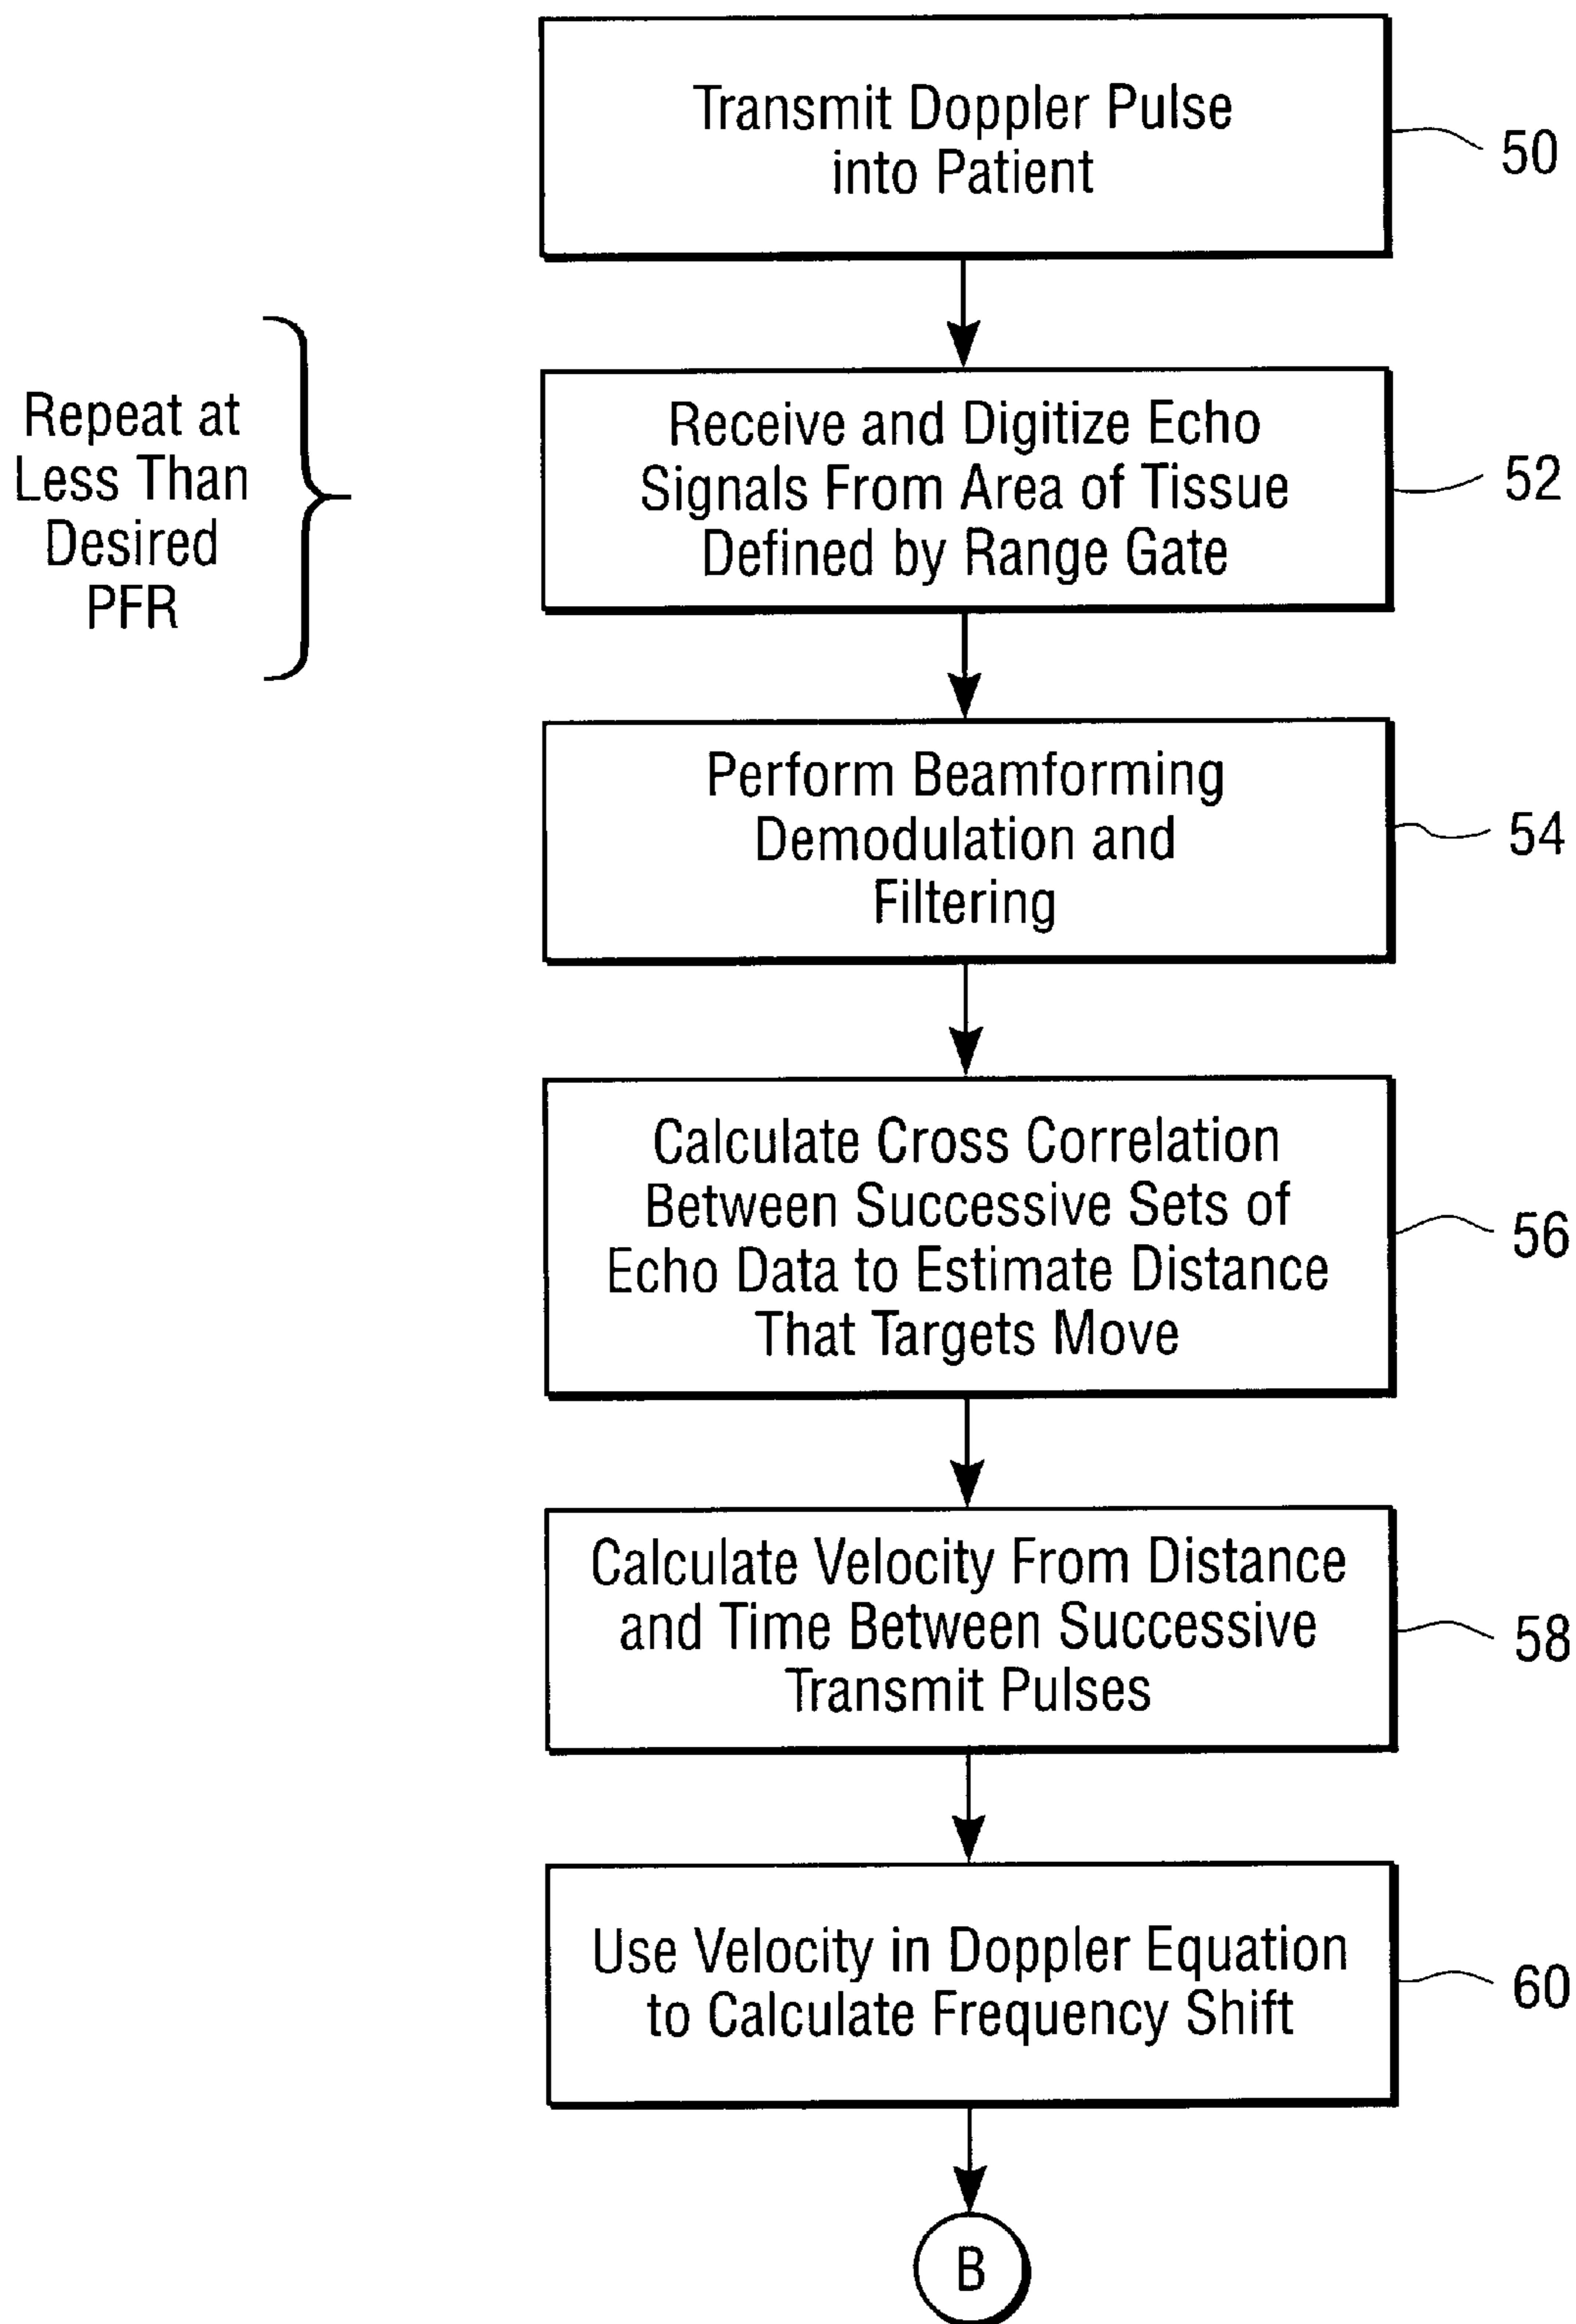 Transmit Doppler Pulse
into Patient
50
Repeat at
Less Than
Desired
PFR
Receive and Digitize Echo
Signals From Area of Tissue
Defined by Range Gate
52
Perform Beamforming
Demodulation and
Filtering
54
Calculate Cross Correlation
Between Successive Sets of
Echo Data to Estimate Distance
That Targets Move
56
Calculate Velocity From Distance
and Time Between Successive
Transmit Pulses
58
Use Velocity in Doppler Equation
to Calculate Frequency Shift
60
B